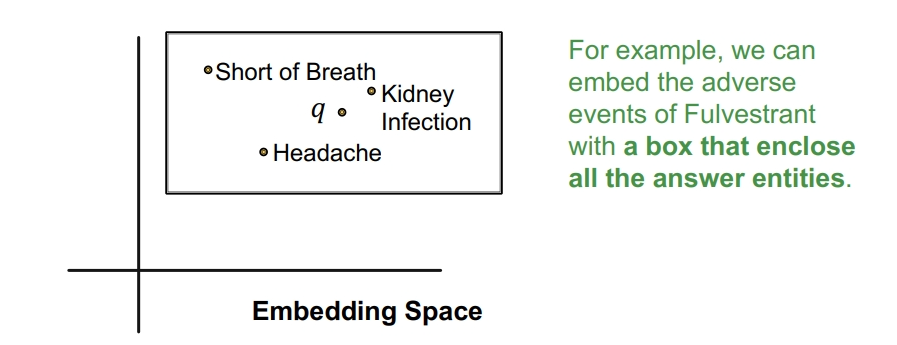 Short of Breath
Kidney
Infection
q
Headache
Embedding Space
For example, we can
embed the adverse
events of Fulvestrant
with a box that enclose
all the answer entities.